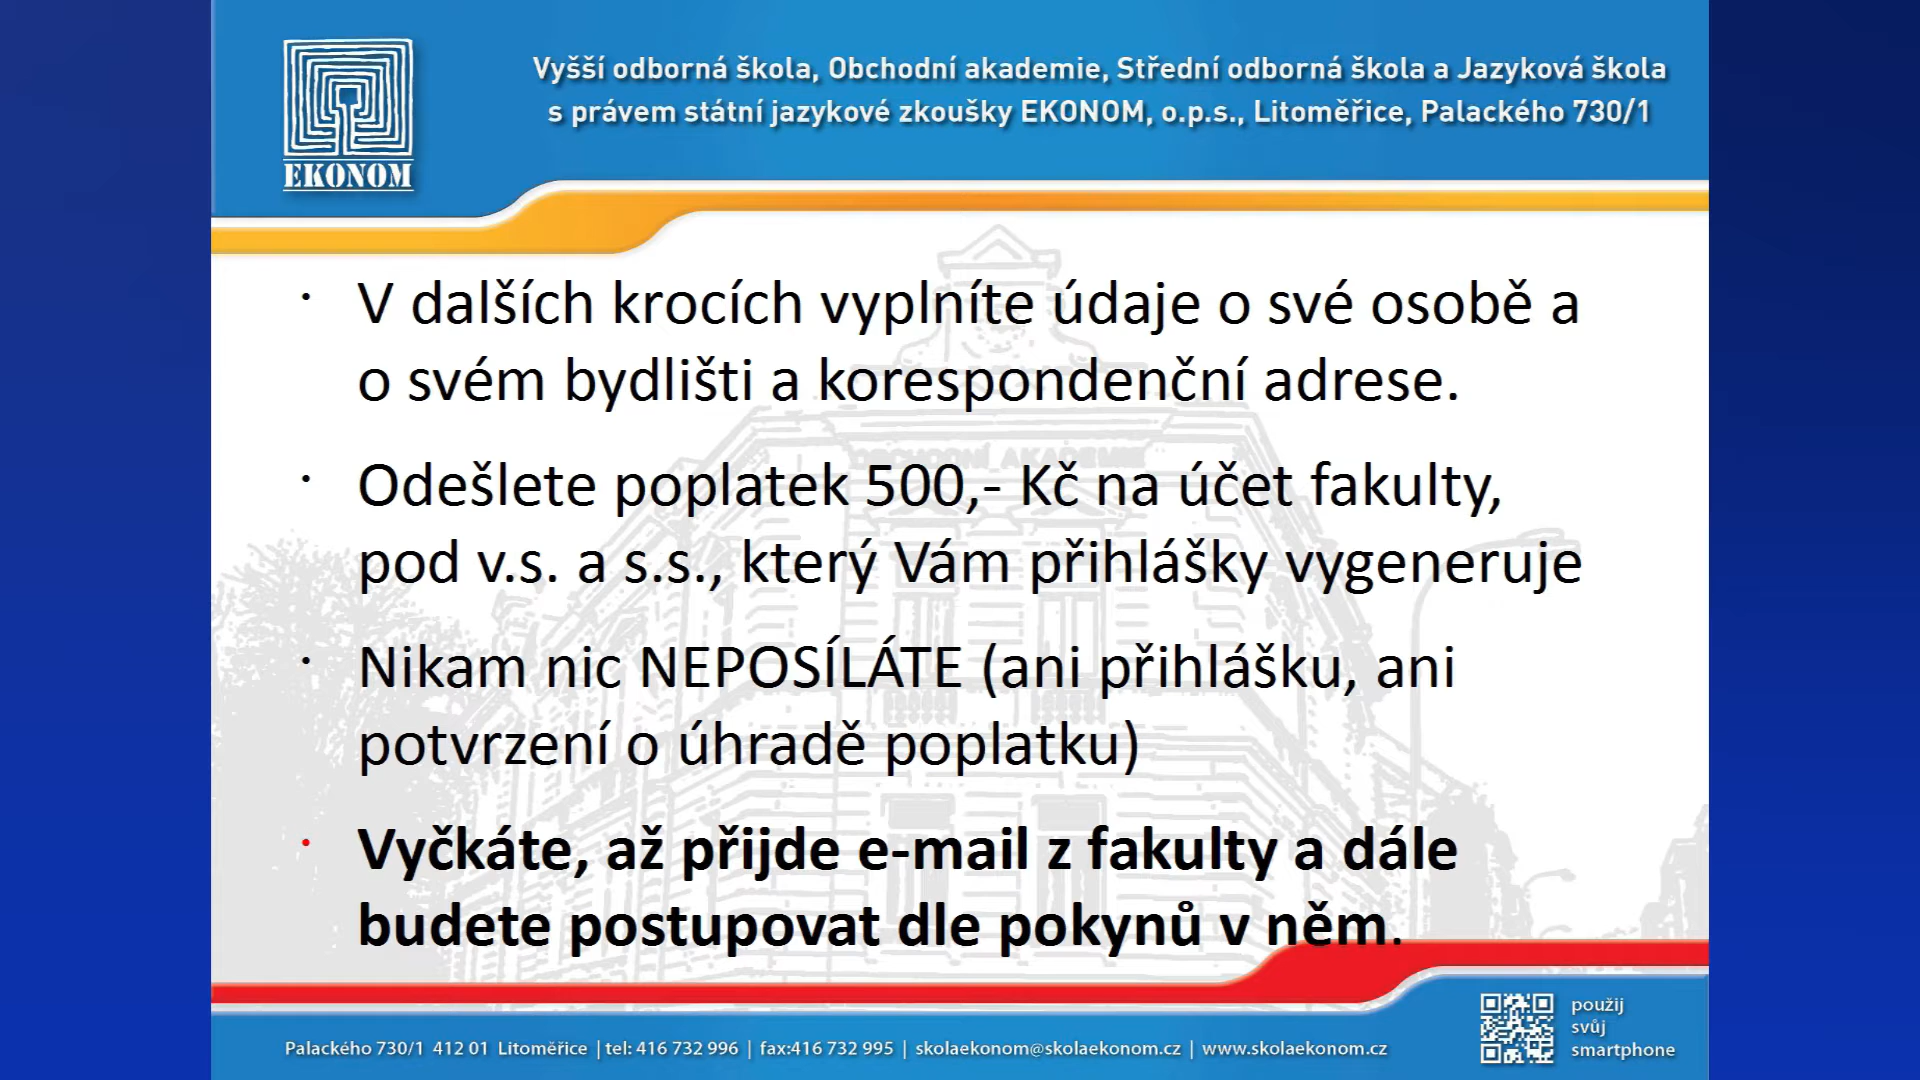 EKONOM
Vyšší odborná škola, Obchodní akademie, Střední odborná škola a Jazyková škola
s právem státní jazykové zkoušky EKONOM, o.p.s., Litoměřice, Palackého 730/1
OBCHODNÍ AKADEMIE
• V dalších krocích vyplníte údaje o své osobě a
o svém bydlišti a korespondenční adrese.
• Odešlete poplatek 500,- Kč na účet fakulty,
pod v.s. a s.s., který Vám přihlášky vygeneruje
• Nikam nic NEPOSÍLÁTE (ani přihlášku, ani
potvrzení o úhradě poplatku)
• Vyčkáte, až přijde e-mail z fakulty a dále
budete postupovat dle pokynů v něm.
Palackého 730/1 412 01 Litoměřice | tel: 416 732 996 | fax:416 732 995 | skolaekonom@skolaekonom.cz | www.skolaekonom.cz
použij
svůj
smartphone